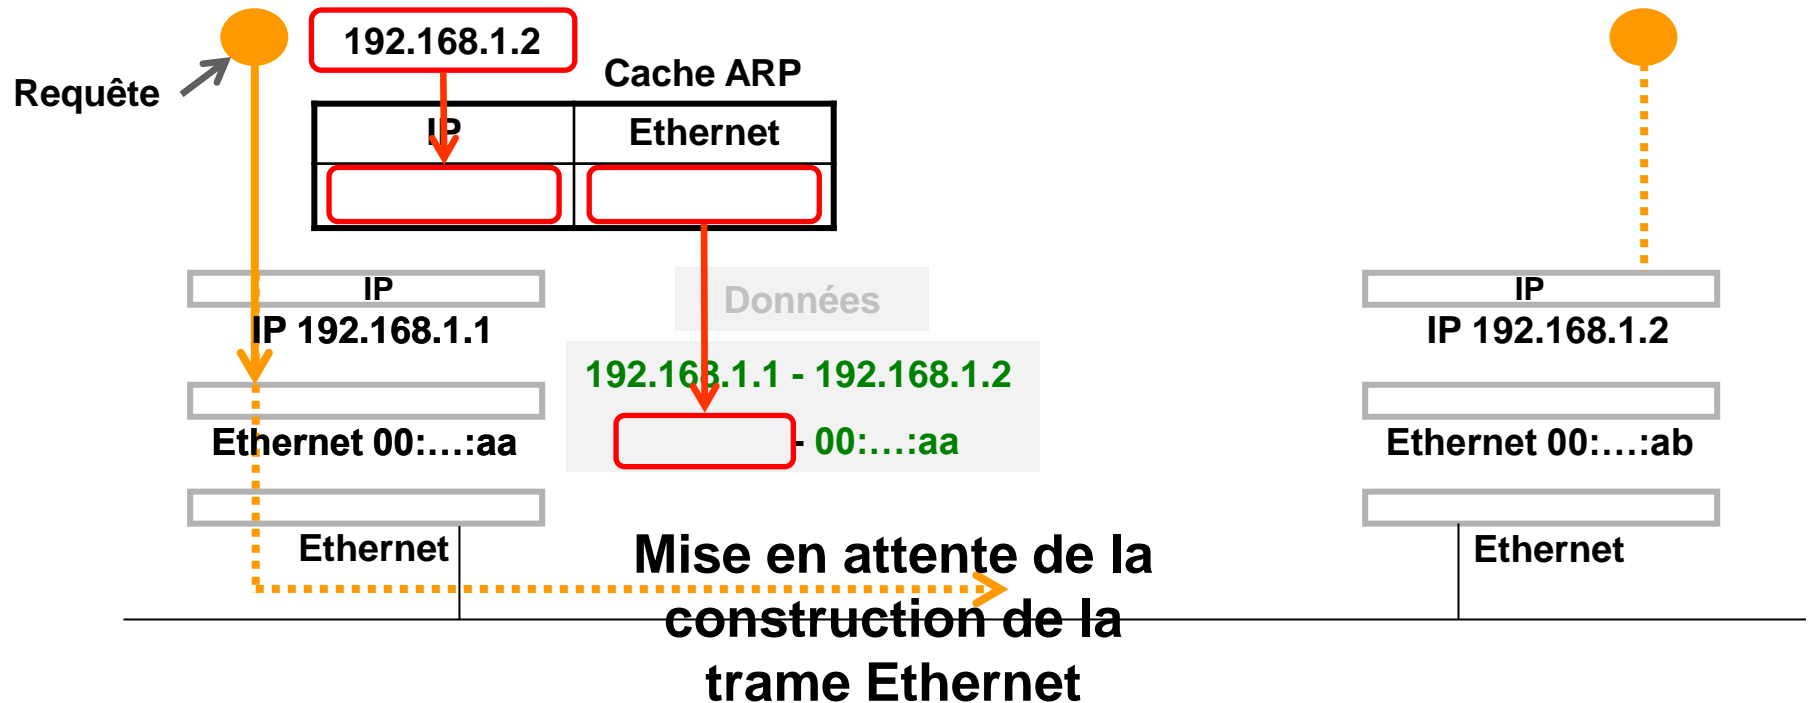 192.168.1.2
Requête
Cache ARP
IP
Ethernet
IP
IP 192.168.1.1
Données
IP
IP 192.168.1.2
192.168.1.1 - 192.168.1.2
- 00:…:aa
Ethernet 00:…:aa
Ethernet 00:…:ab
Ethernet
Ethernet
Mise en attente de la
construction de la
trame Ethernet